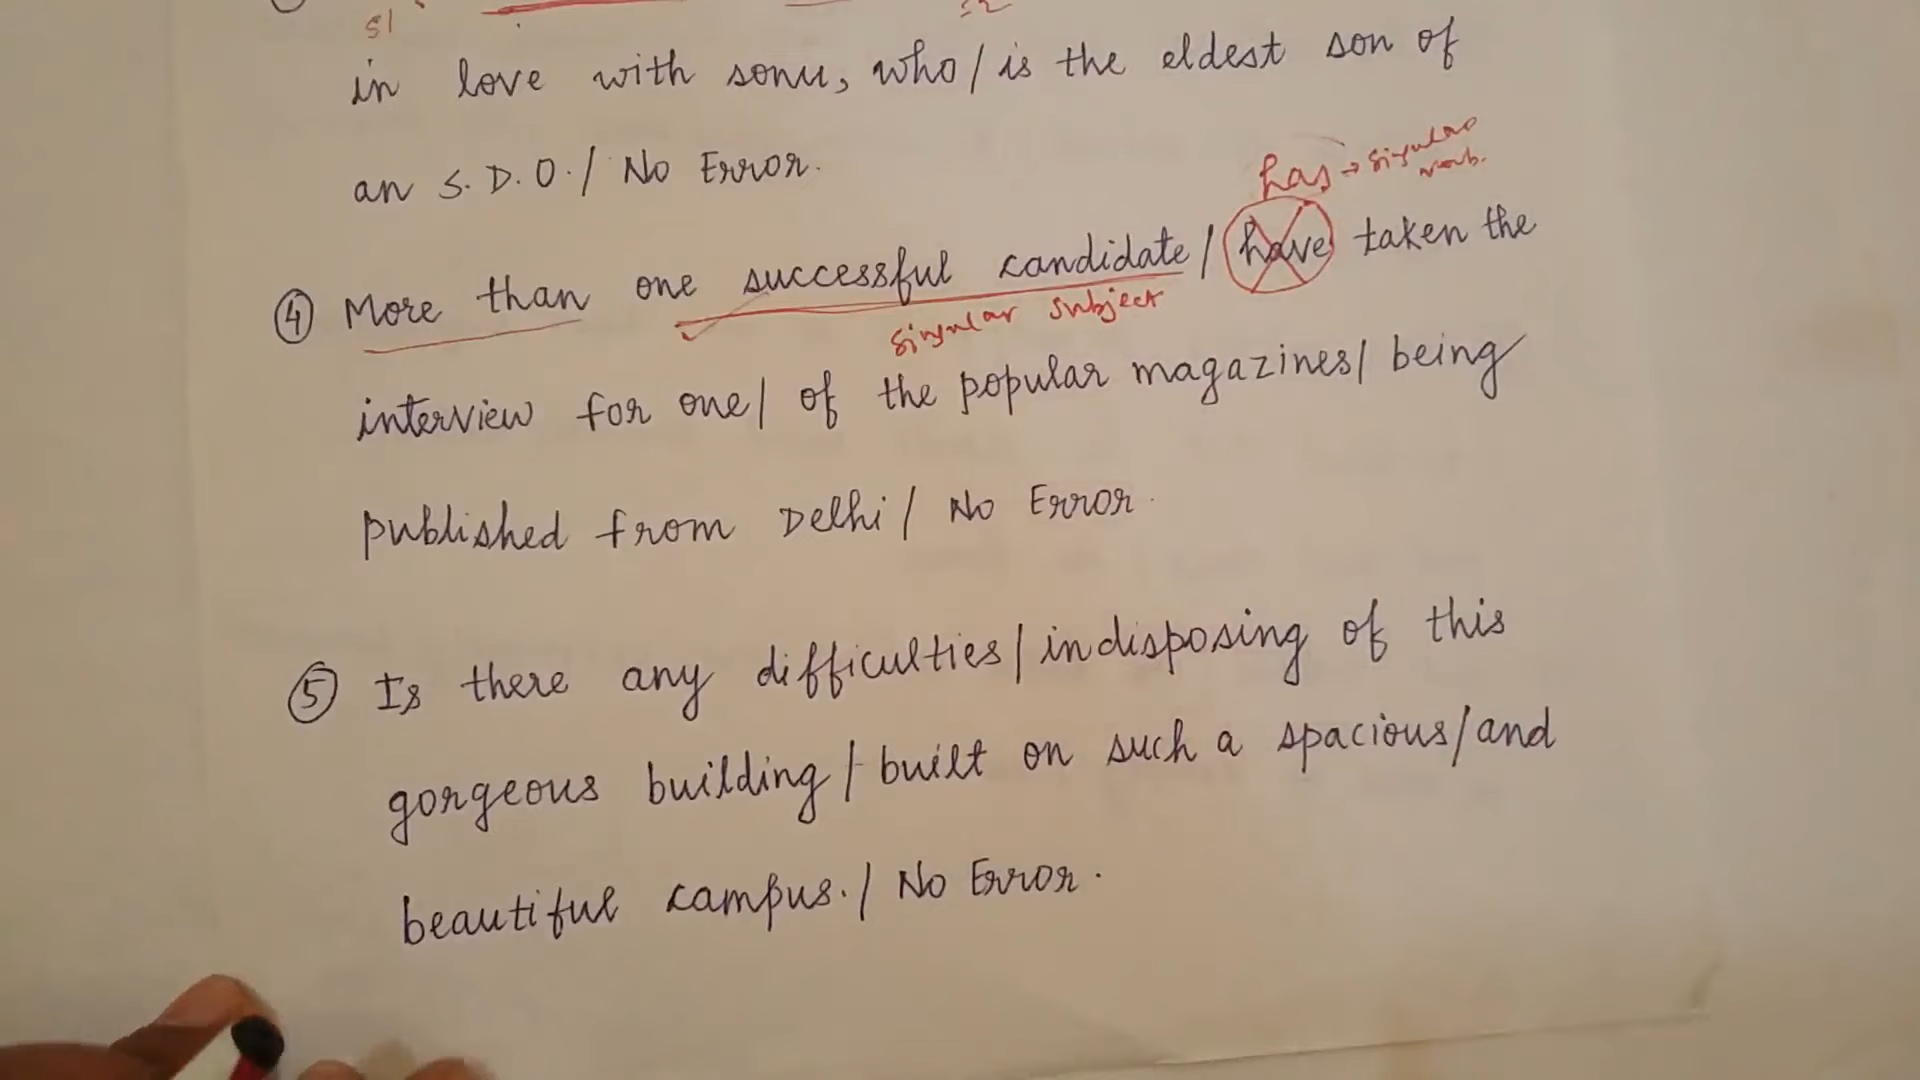 s1 s2
in love with sonu, who/ is the eldest son of
an S.D.O./ No Error.
has → singular verb.
④ More than one successful candidate / have taken the
singular subject
interview for one/ of the popular magazines/ being
published from Delhi/ No Error.
⑤ Is there any difficulties/ indisposing of this
gorgeous building/ built on such a spacious/ and
beautiful campus./ No Error.